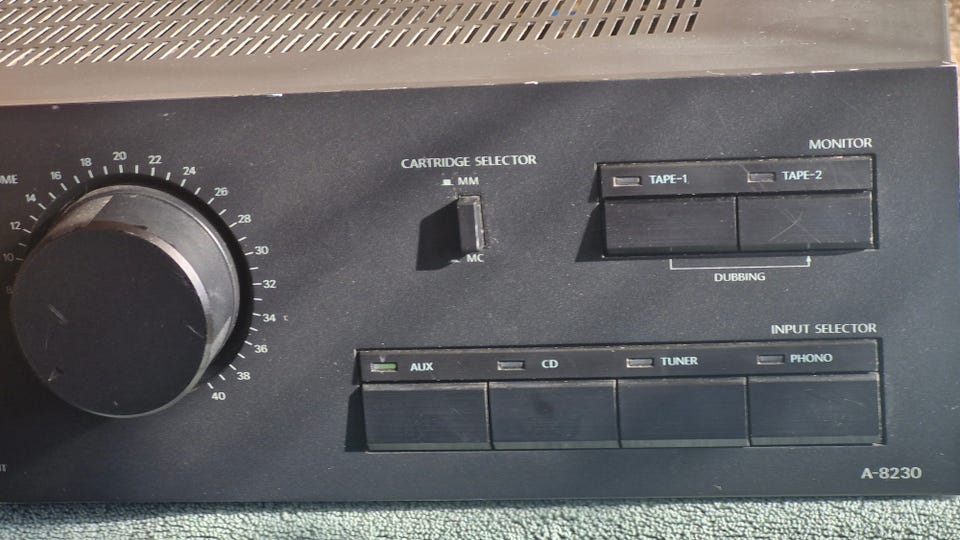 MONITOR
CARTRIDGE SELECTOR
MM
TAPE-1 TAPE-2
MC
DUBBING
10 12 14 16 18 20 22 24 26 28 30 32 34 36 38 40
INPUT SELECTOR
AUX CD TUNER PHONO
A-8230